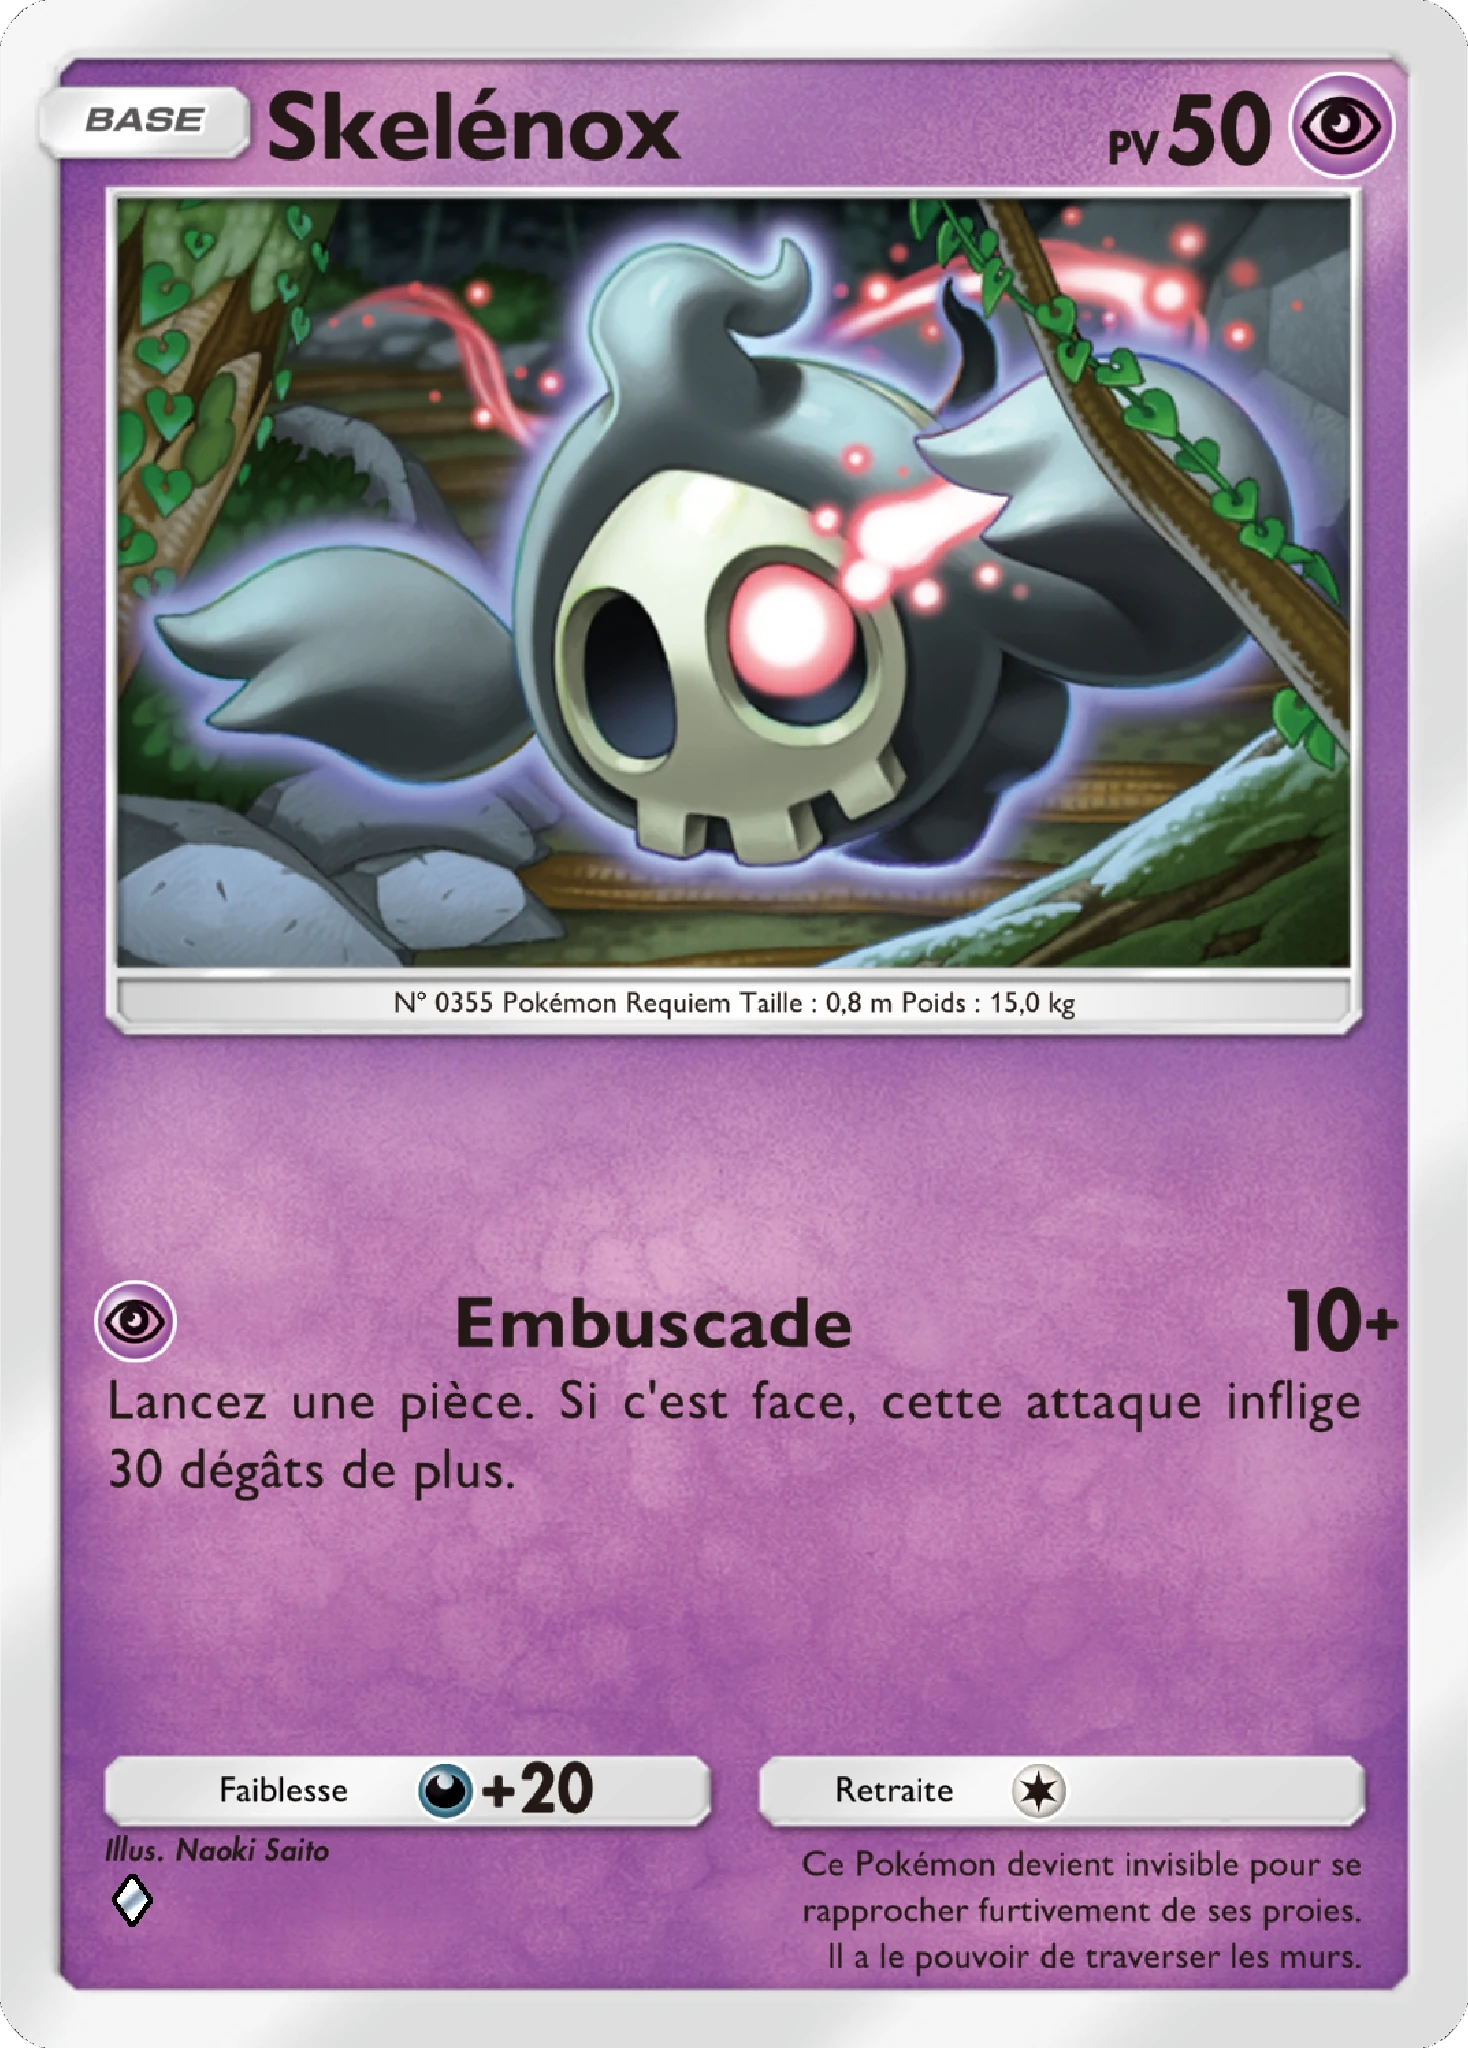 BASE Skelénox PV 50
N° 0355 Pokémon Requiem Taille : 0,8 m Poids : 15,0 kg
Embuscade 10+
Lancez une pièce. Si c'est face, cette attaque inflige
30 dégâts de plus.
Faiblesse +20 Retraite
Illus. Naoki Saito
Ce Pokémon devient invisible pour se
rapprocher furtivement de ses proies.
Il a le pouvoir de traverser les murs.